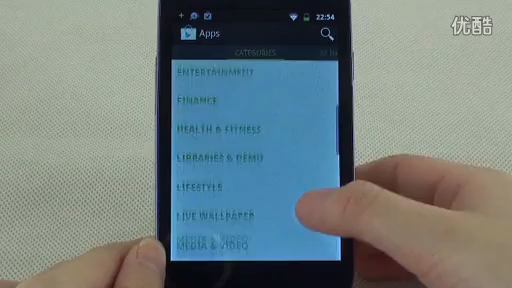 优酷
22:54
Apps
CATEGORIES
ENTERTAINMENT
FINANCE
HEALTH & FITNESS
LIBRARIES & DEMO
LIFESTYLE
LIVE WALLPAPER
MEDIA & VIDEO